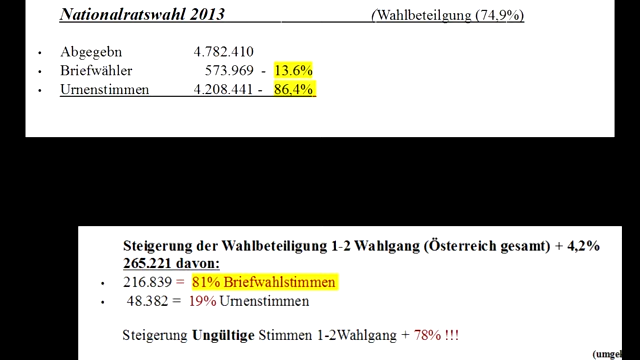 Nationalratswahl 2013 (Wahlbeteilgung (74,9%)
• Abgegebn 4.782.410
• Briefwähler 573.969 - 13.6%
• Urnenstimmen 4.208.441 - 86,4%
Steigerung der Wahlbeteiligung 1-2 Wahlgang (Österreich gesamt) + 4,2%
265.221 davon:
• 216.839 = 81% Briefwahlstimmen
• 48.382 = 19% Urnenstimmen
Steigerung Ungültige Stimmen 1-2Wahlgang + 78% !!!